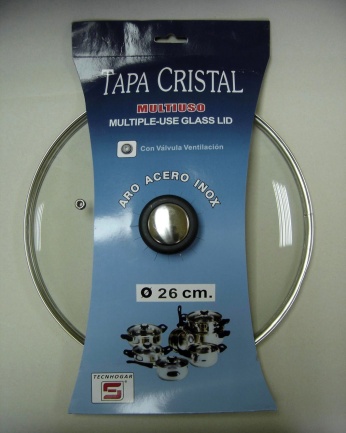 TAPA CRISTAL
MULTIUSO
MULTIPLE-USE GLASS LID
Con Válvula Ventilación
ARO ACERO INOX
Ø 26 cm.
TECNHOGAR
S